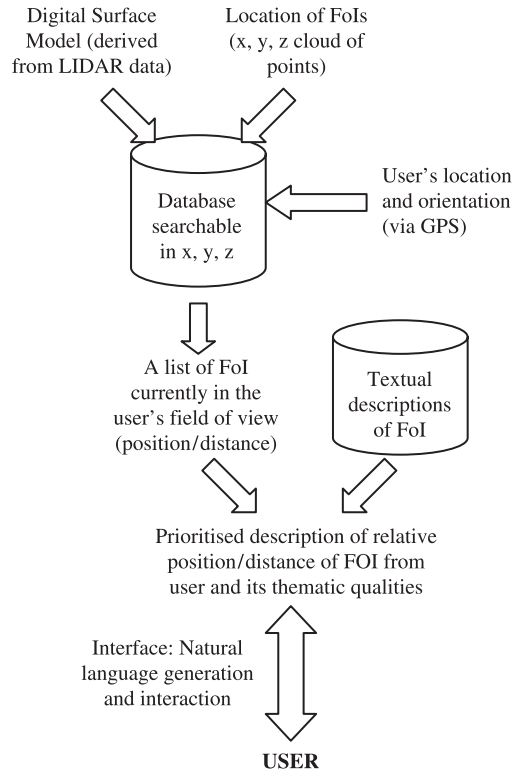 Digital Surface
Model (derived
from LIDAR data)
Location of FoIs
(x, y, z cloud of
points)
Database
searchable
in x, y, z
User’s location
and orientation
(via GPS)
A list of FoI
currently in the
user’s field of view
(position/distance)
Textual
descriptions
of FoI
Prioritised description of relative
position/distance of FOI from
user and its thematic qualities
Interface: Natural
language generation
and interaction
USER